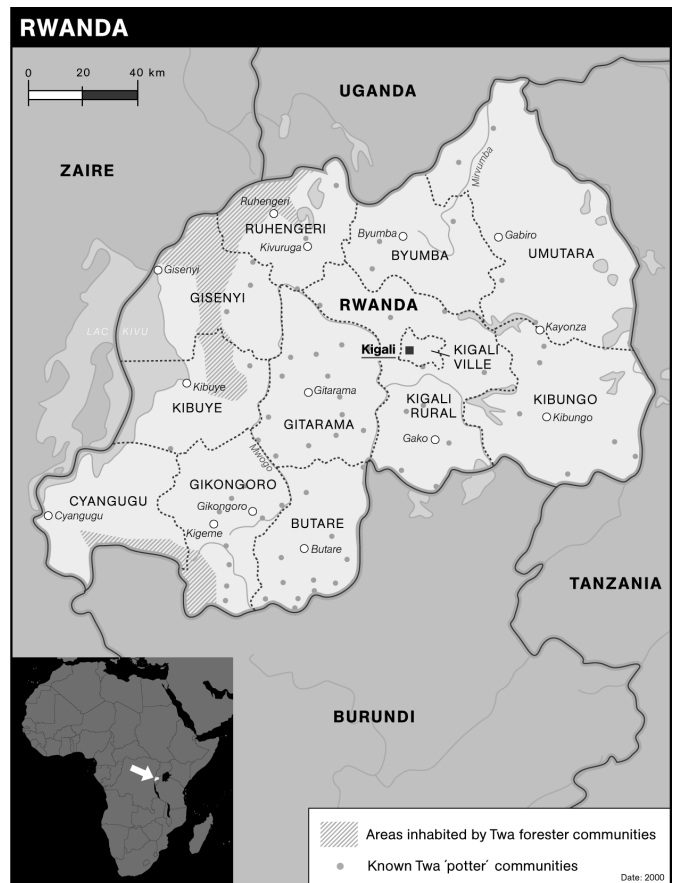 RWANDA
0 20 40 km
UGANDA
ZAIRE
Mirvumba
Ruhengeri
RUHENGERI
Kivuruga
Byumba
BYUMBA
Gabiro
UMUTARA
Gisenyi
GISENYI
LAC KIVU
RWANDA
Kayonza
Kigali
KIGALI
VILLE
Kibuye
KIBUYE
Gitarama
GITARAMA
KIGALI
RURAL
KIBUNGO
Kibungo
Gako
Mwogo
GIKONGORO
CYANGUGU
Cyangugu
Gikongoro
Kigeme
BUTARE
Butare
TANZANIA
BURUNDI
Areas inhabited by Twa forester communities
Known Twa 'potter' communities
Date: 2000